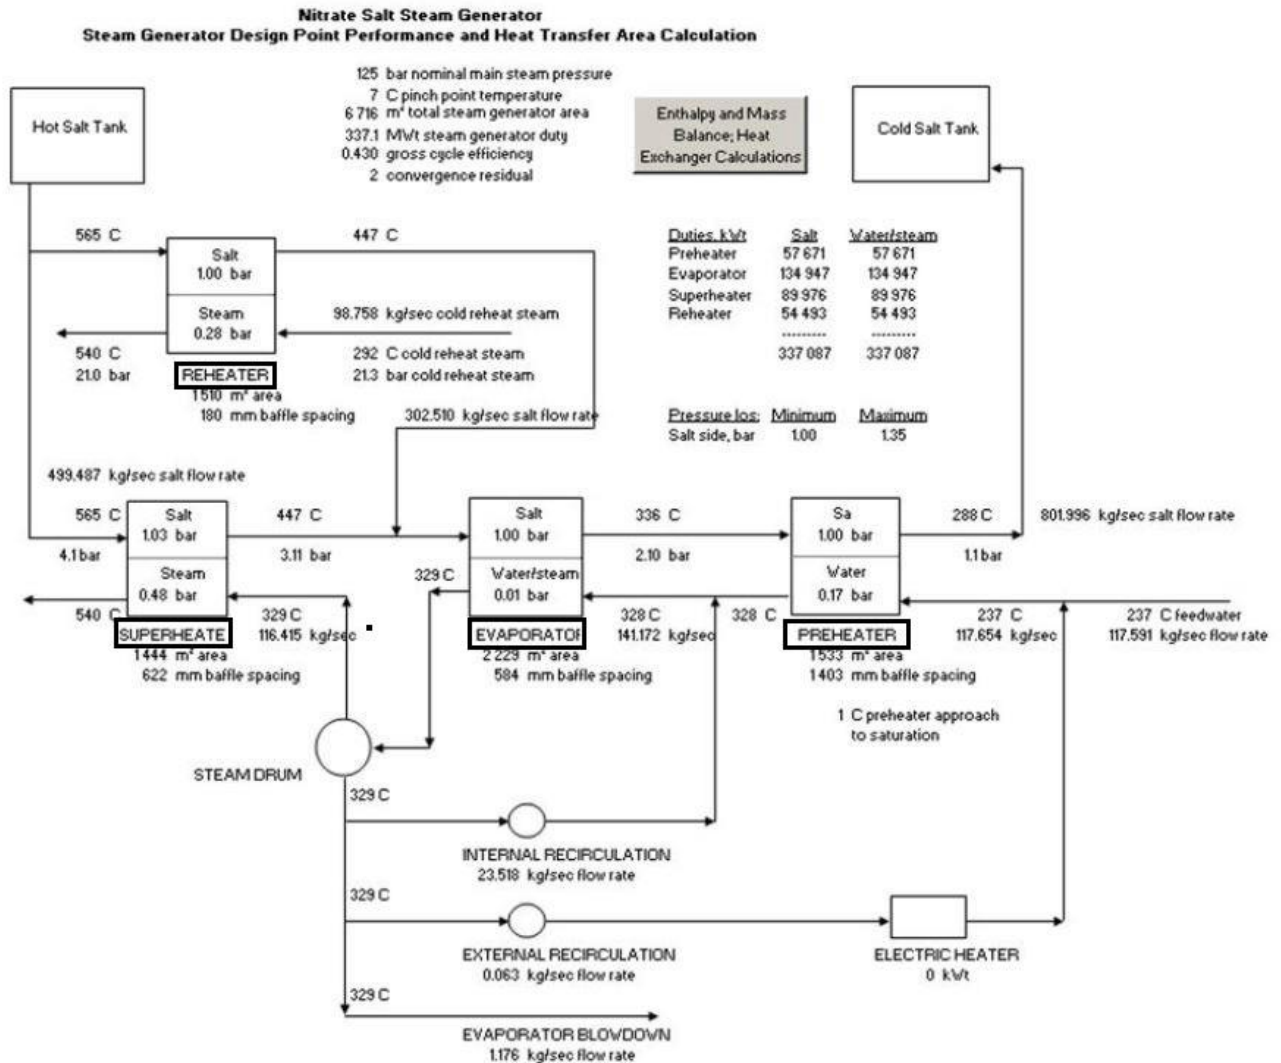 Nitrate Salt Steam Generator
Steam Generator Design Point Performance and Heat Transfer Area Calculation
125 bar nominal main steam pressure
7 C pinch point temperature
6 716 m² total steam generator area
337.1 MWt steam generator duty
0.430 gross cycle efficiency
2 convergence residual
Hot Salt Tank
Enthalpy and Mass
Balance; Heat
Exchanger Calculations
Cold Salt Tank
565 C
447 C
Salt
1.00 bar
Steam
0.28 bar
98.758 kg/sec cold reheat steam
540 C
21.0 bar
292 C cold reheat steam
21.3 bar cold reheat steam
REHEATER
1 510 m² area
180 mm baffle spacing
302.510 kg/sec salt flow rate
Duties, kWt Salt Water/steam
Preheater 57 671 57 671
Evaporator 134 947 134 947
Superheater 89 976 89 976
Reheater 54 493 54 493
......... .........
337 087 337 087
Pressure los: Minimum Maximum
Salt side, bar 1.00 1.35
499.487 kg/sec salt flow rate
565 C
4.1 bar
Salt
1.03 bar
Steam
0.48 bar
447 C
3.11 bar
540 C
329 C
116.415 kg/sec
SUPERHEATE
1 444 m² area
622 mm baffle spacing
Salt
1.00 bar
Water/steam
0.01 bar
329 C
336 C
2.10 bar
328 C
141.172 kg/sec
EVAPORATOR
2 229 m² area
584 mm baffle spacing
Sa
1.00 bar
Water
0.17 bar
328 C
288 C
1.1 bar
801.996 kg/sec salt flow rate
237 C
117.654 kg/sec
237 C feedwater
117.591 kg/sec flow rate
PREHEATER
1 533 m² area
1 403 mm baffle spacing
1 C preheater approach
to saturation
STEAM DRUM
329 C
INTERNAL RECIRCULATION
23.518 kg/sec flow rate
329 C
EXTERNAL RECIRCULATION
0.063 kg/sec flow rate
ELECTRIC HEATER
0 kWt
329 C
EVAPORATOR BLOWDOWN
1.176 kg/sec flow rate